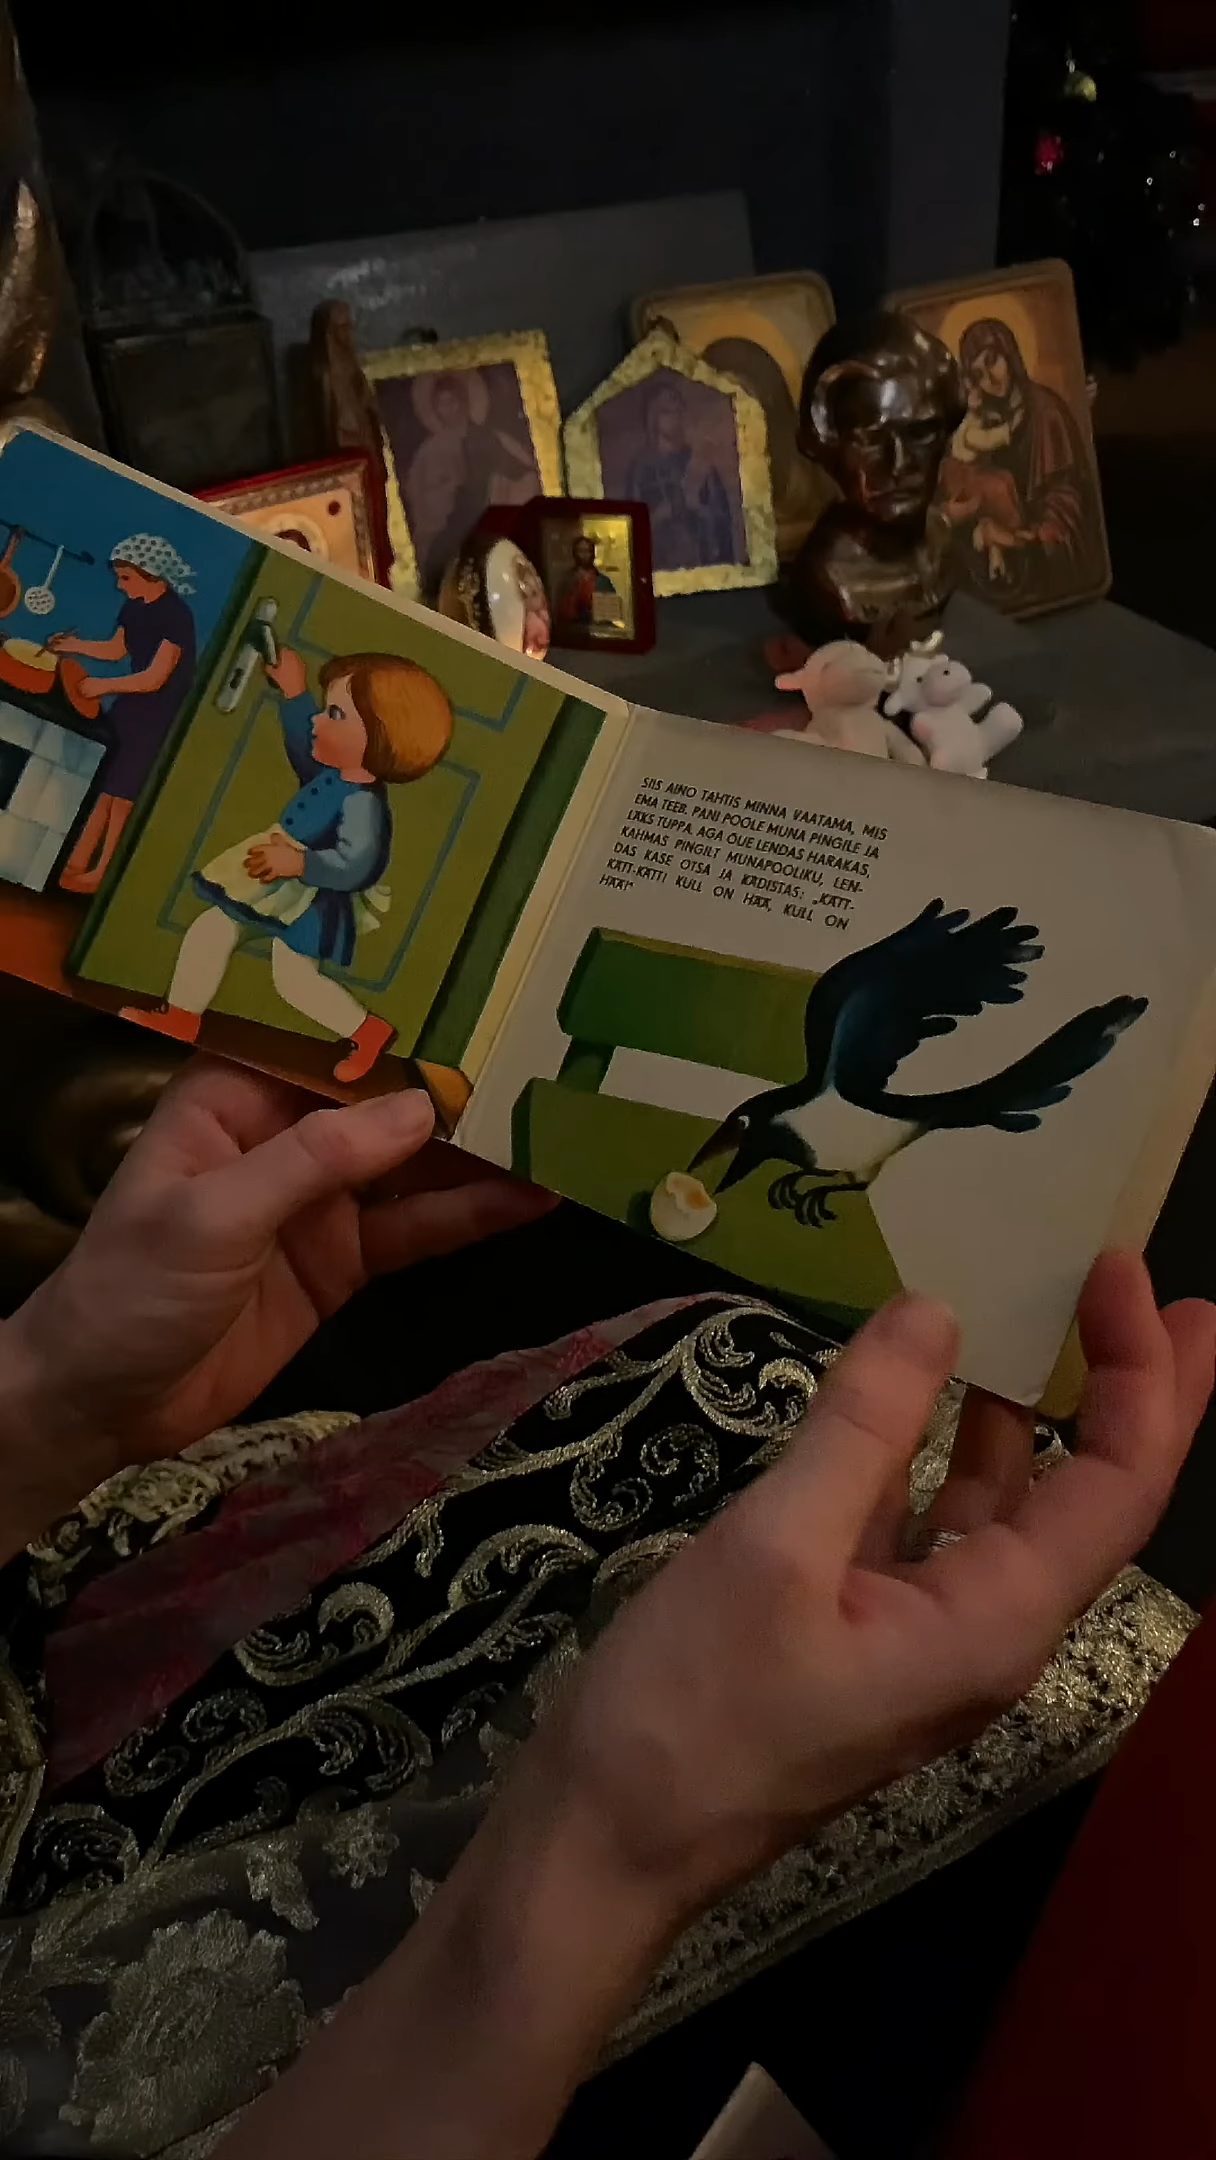 SIIS AINO TAHTIS MINNA VAATAMA, MIS
EMA TEEB. PANI POOLE MUNA PINGILE JA
LÄKS TUPPA. AGA ÕUE LENDAS HARAKAS,
KAHMAS PINGILT MUNAPOOLIKU, LEN-
DAS KASE OTSA JA KÄDISTAS: „KÄTT-
KÄTT-KÄTT! KULL ON HÄÄ, KULL ON
HÄÄ!"